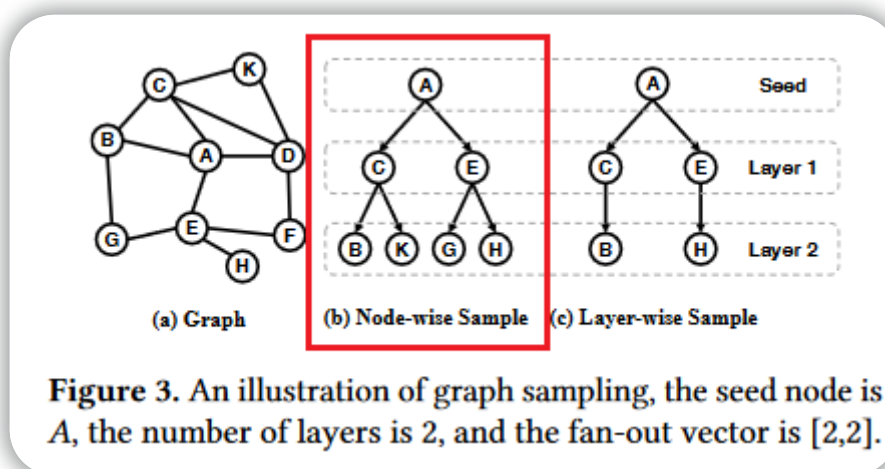 K
C
B
A
D
G
E
F
H
A
C
E
B K G H
A
Seed
C
E
Layer 1
B
H
Layer 2
(a) Graph
(b) Node-wise Sample
(c) Layer-wise Sample
Figure 3. An illustration of graph sampling, the seed node is
A, the number of layers is 2, and the fan-out vector is [2,2].